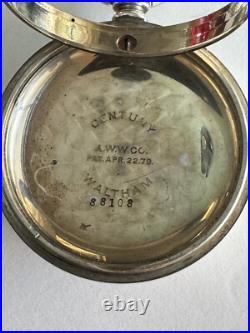 CENTURY
A.W.W.CO.
PAT. APR. 22.79.
WALTHAM
88108